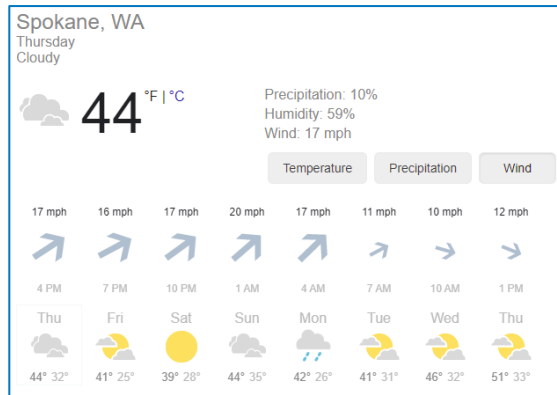 Spokane, WA
Thursday
Cloudy
44 °F | °C
Precipitation: 10%
Humidity: 59%
Wind: 17 mph
Temperature Precipitation Wind
17 mph 16 mph 17 mph 20 mph 17 mph 11 mph 10 mph 12 mph
4 PM 7 PM 10 PM 1 AM 4 AM 7 AM 10 AM 1 PM
Thu Fri Sat Sun Mon Tue Wed Thu
44° 32° 41° 25° 39° 28° 44° 35° 42° 26° 41° 31° 46° 32° 51° 33°